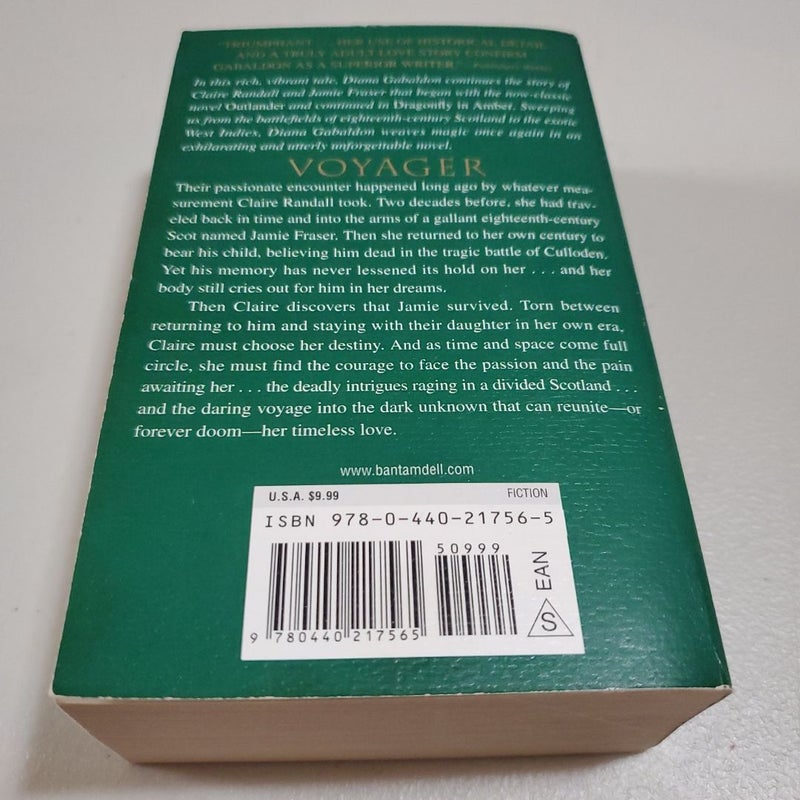 "TRIUMPHANT . . . HER USE OF HISTORICAL DETAIL
AND A TRULY ADULT LOVE STORY CONFIRM
GABALDON AS A SUPERIOR WRITER." Publishers Weekly
In this rich, vibrant tale, Diana Gabaldon continues the story of
Claire Randall and Jamie Fraser that began with the now-classic
novel Outlander and continued in Dragonfly in Amber. Sweeping
us from the battlefields of eighteenth-century Scotland to the exotic
West Indies, Diana Gabaldon weaves magic once again in an
exhilarating and utterly unforgettable novel.
VOYAGER
Their passionate encounter happened long ago by whatever mea-
surement Claire Randall took. Two decades before, she had trav-
eled back in time and into the arms of a gallant eighteenth-century
Scot named Jamie Fraser. Then she returned to her own century to
bear his child, believing him dead in the tragic battle of Culloden.
Yet his memory has never lessened its hold on her . . . and her
body still cries out for him in her dreams.
Then Claire discovers that Jamie survived. Torn between
returning to him and staying with their daughter in her own era,
Claire must choose her destiny. And as time and space come full
circle, she must find the courage to face the passion and the pain
awaiting her . . . the deadly intrigues raging in a divided Scotland . . .
and the daring voyage into the dark unknown that can reunite—or
forever doom—her timeless love.
www.bantamdell.com
U.S.A. $9.99 FICTION
ISBN 978-0-440-21756-5
50999
9 780440 217565
S EAN